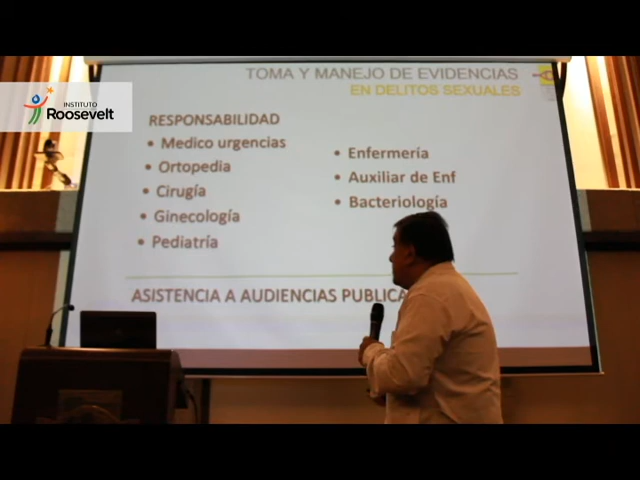 INSTITUTO
Roosevelt
TOMA Y MANEJO DE EVIDENCIAS
EN DELITOS SEXUALES
RESPONSABILIDAD
• Medico urgencias
• Ortopedia
• Cirugía
• Ginecología
• Pediatría
• Enfermería
• Auxiliar de Enf
• Bacteriología
ASISTENCIA A AUDIENCIAS PUBLICA